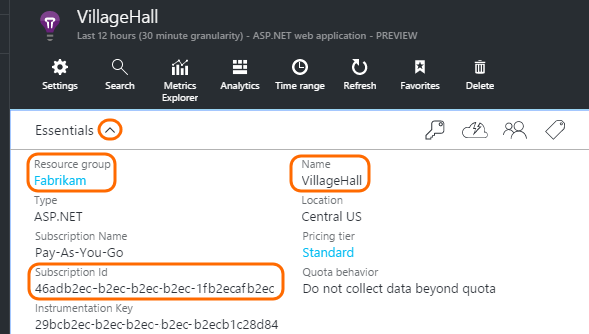 VillageHall
Last 12 hours (30 minute granularity) - ASP.NET web application - PREVIEW
Settings
Search
Metrics
Explorer
Analytics
Time range
Refresh
Favorites
Delete
Essentials
Resource group
Fabrikam
Name
VillageHall
Type
ASP.NET
Location
Central US
Subscription Name
Pay-As-You-Go
Pricing tier
Standard
Subscription Id
46adb2ec-b2ec-b2ec-b2ec-1fb2ecafb2ec
Quota behavior
Do not collect data beyond quota
Instrumentation Key
29bcb2ec-b2ec-b2ec-b2ec-b2ecb1c28d84